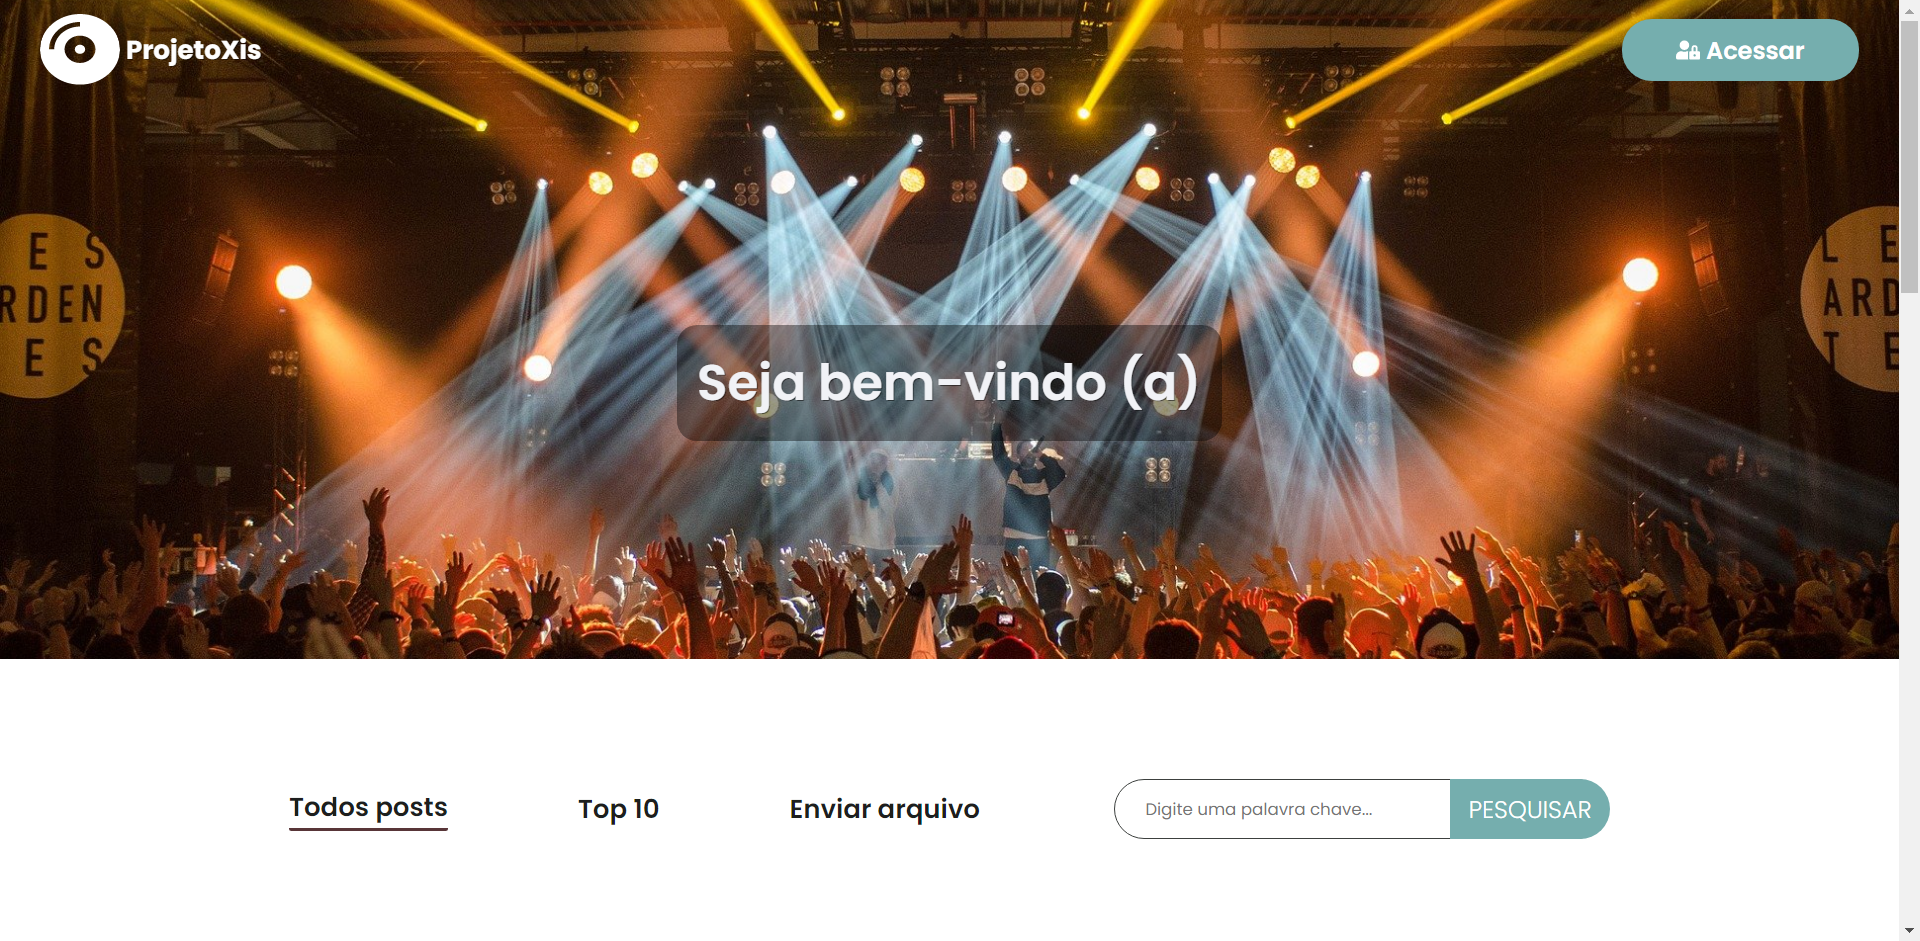 ProjetoXis
Acessar
E S
RDEN
E S
L E
ARD
T E
Seja bem-vindo (a)
Todos posts
Top 10
Enviar arquivo
Digite uma palavra chave...
PESQUISAR